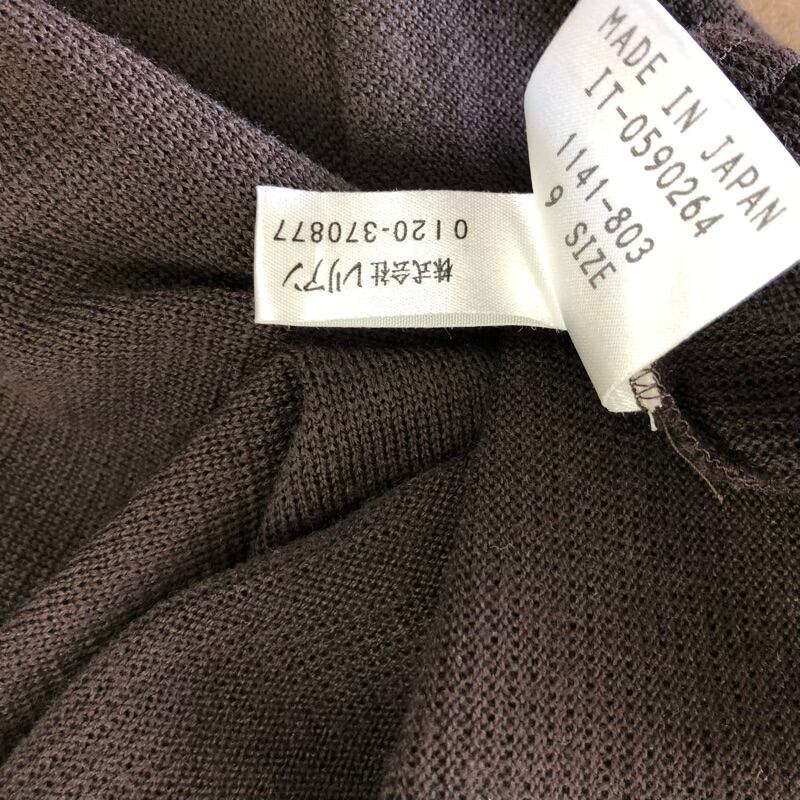 MADE IN JAPAN
IT-0590264
1141-803
9 SIZE
株式会社 レリアン
0120-370877